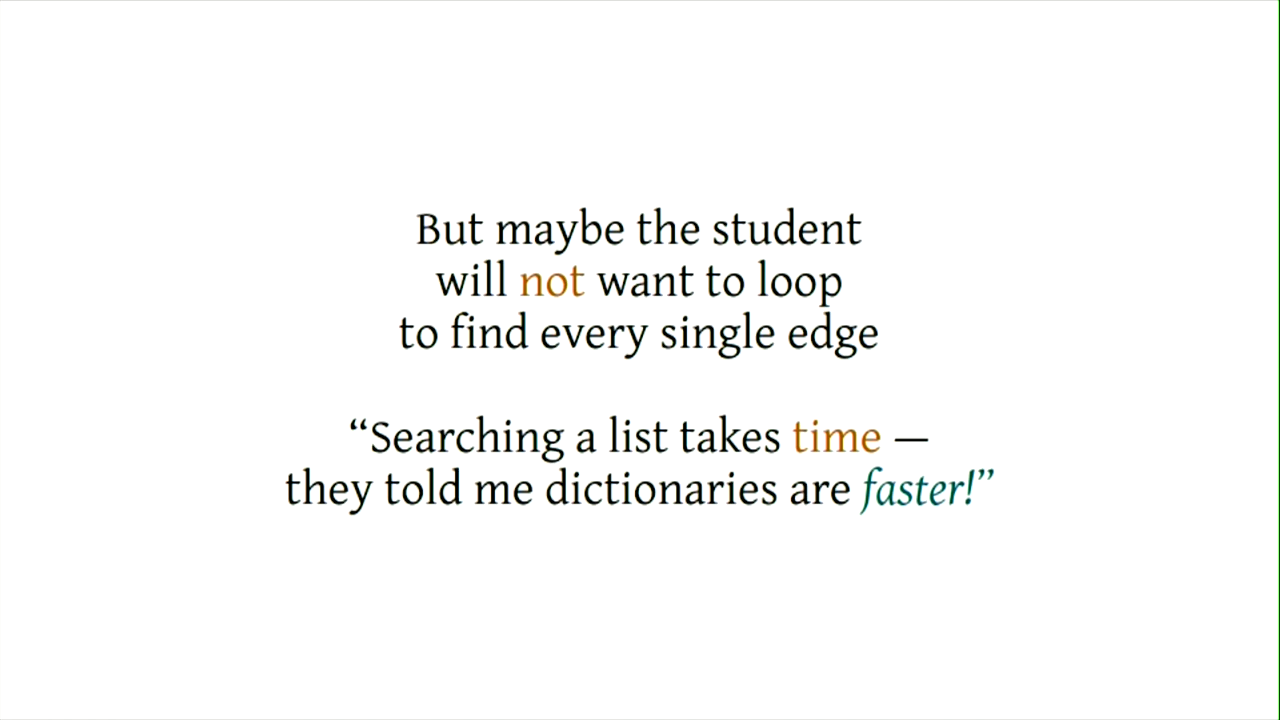 But maybe the student
will not want to loop
to find every single edge
“Searching a list takes time —
they told me dictionaries are faster!”